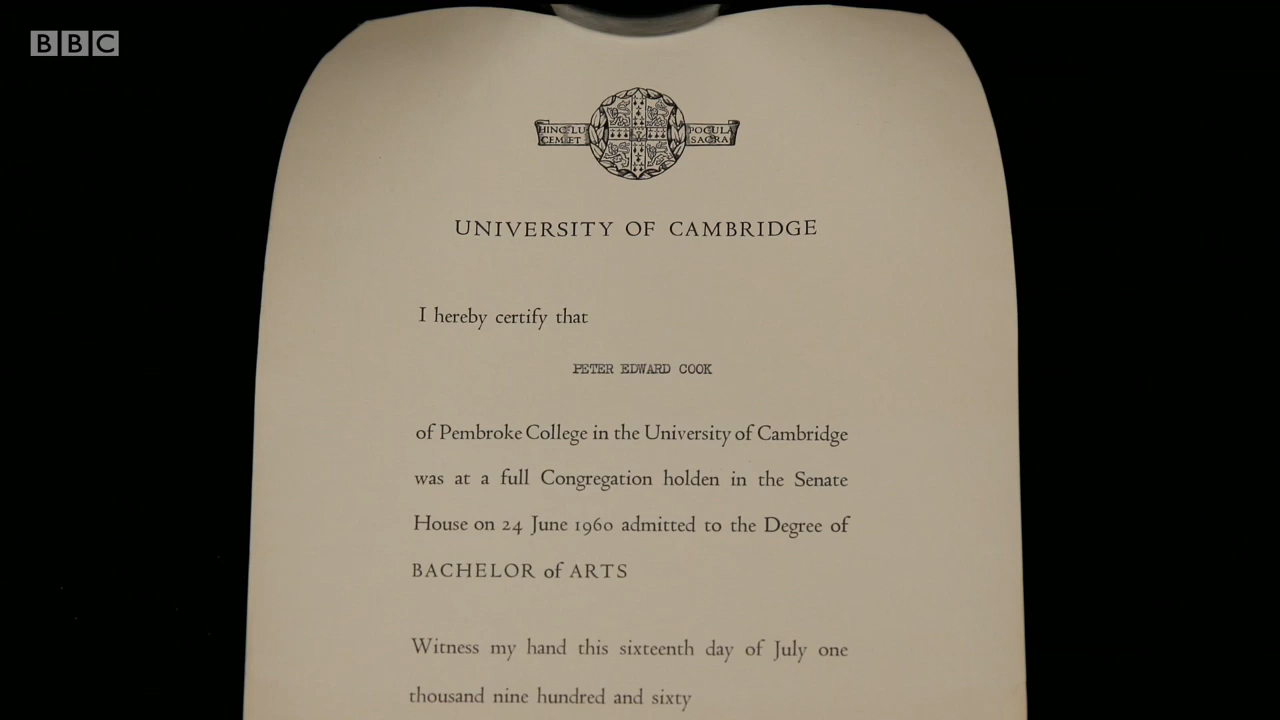 BBC
HINC LU
CEM ET
POCULA
SACRA
UNIVERSITY OF CAMBRIDGE
I hereby certify that
PETER EDWARD COOK
of Pembroke College in the University of Cambridge
was at a full Congregation holden in the Senate
House on 24 June 1960 admitted to the Degree of
BACHELOR of ARTS
Witness my hand this sixteenth day of July one
thousand nine hundred and sixty